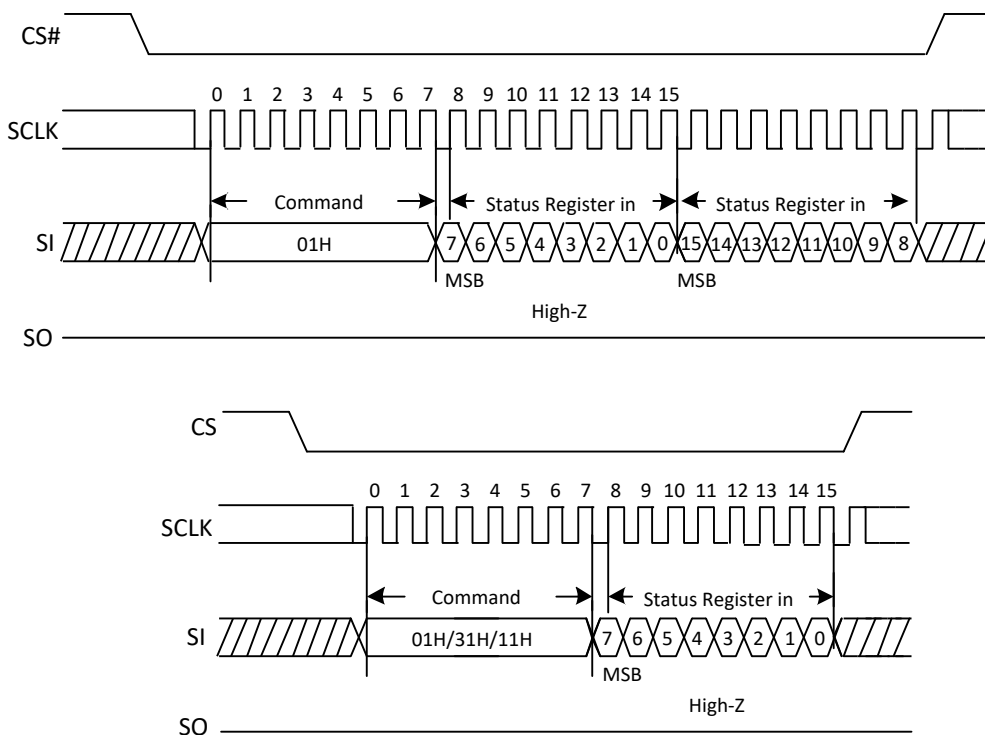 CS#
0 1 2 3 4 5 6 7 8 9 10 11 12 13 14 15
SCLK
Command Status Register in Status Register in
SI 01H 7 6 5 4 3 2 1 0 15 14 13 12 11 10 9 8
MSB MSB
High-Z
SO
CS
0 1 2 3 4 5 6 7 8 9 10 11 12 13 14 15
SCLK
Command Status Register in
SI 01H/31H/11H 7 6 5 4 3 2 1 0
MSB
High-Z
SO